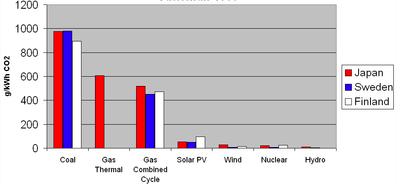 1200
1000
800
600
400
200
0
g/kWh CO2
Coal
Gas
Thermal
Gas
Combined
Cycle
Solar PV
Wind
Nuclear
Hydro
Japan
Sweden
Finland